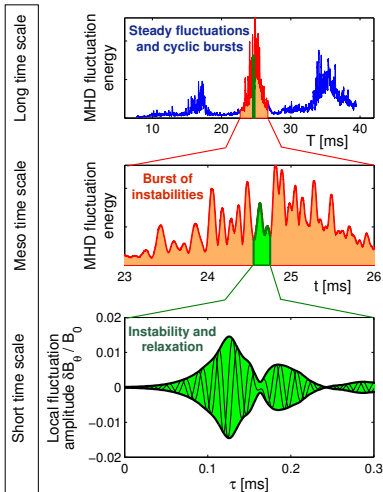 Long time scale
MHD fluctuation
energy
Steady fluctuations
and cyclic bursts
10 20 30 40
T [ms]
Meso time scale
MHD fluctuation
energy
Burst of
instabilities
23 24 25 26
t [ms]
Short time scale
Local fluctuation
amplitude δBθ / B0
0.02
0.01
0
−0.01
−0.02
Instability and
relaxation
0 0.1 0.2 0.3
τ [ms]